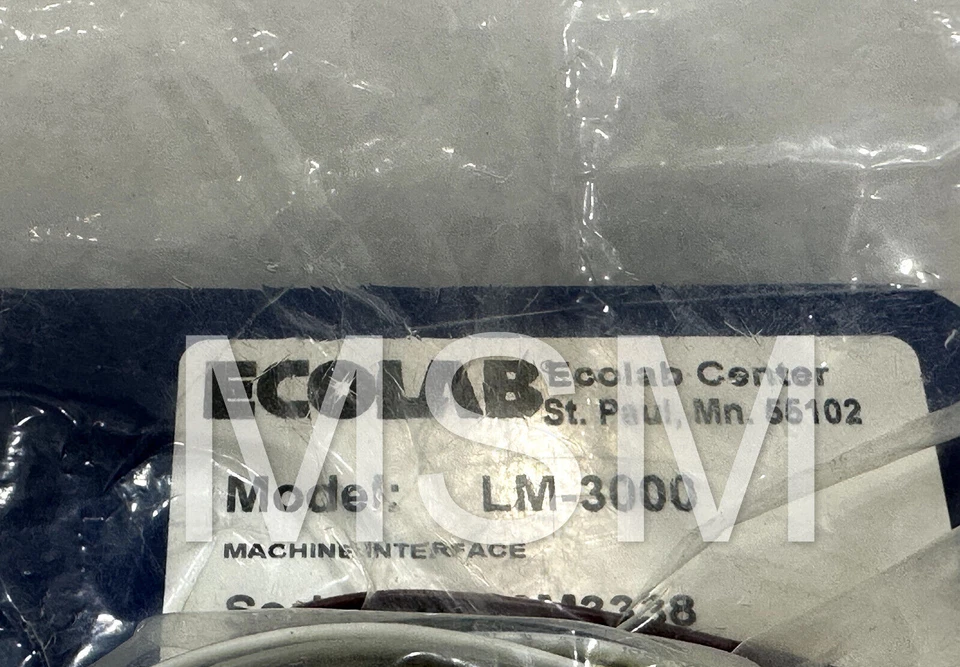 ECOLAB Ecolab Center
St. Paul, Mn. 55102
MSM
Model: LM-3000
MACHINE INTERFACE